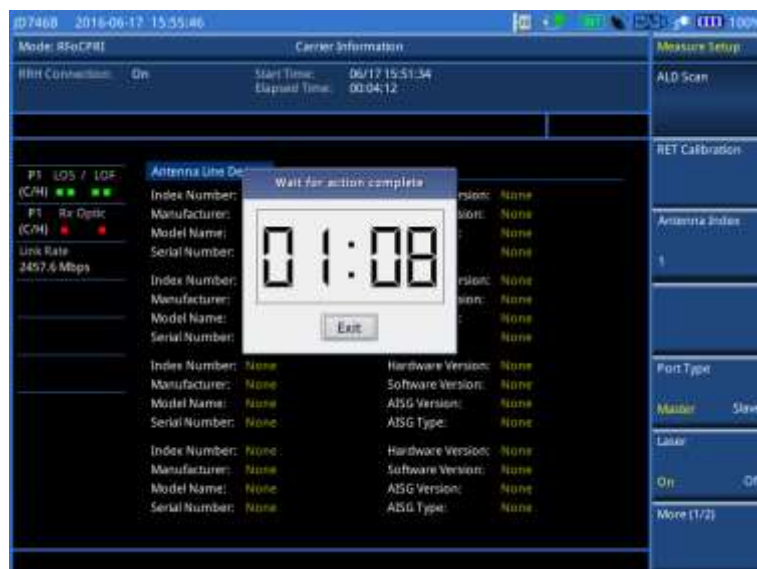 JD746B 2016-06-17 15:55:46
INT
100%
Mode: RFoCPRI
Carrier Information
Measure Setup
RRH Connection: On
Start Time: 06/17 15:51:34
Elapsed Time: 00:04:12
ALD Scan
RET Calibration
P1 LOS / LOF
(C/H)
P1 Rx Optic
(C/H)
Link Rate
2457.6 Mbps
Antenna Line De
Wait for action complete
01:08
Exit
Index Number: rsion: None
Manufacturer: sion: None
Model Name: : None
Serial Number: None
Index Number: rsion: None
Manufacturer: sion: None
Model Name: : None
Serial Number: None
Index Number: None Hardware Version: None
Manufacturer: None Software Version: None
Model Name: None AISG Version: None
Serial Number: None AISG Type: None
Index Number: None Hardware Version: None
Manufacturer: None Software Version: None
Model Name: None AISG Version: None
Serial Number: None AISG Type: None
Antenna Index
1
Port Type
Master Slave
Laser
On Of
More (1/2)